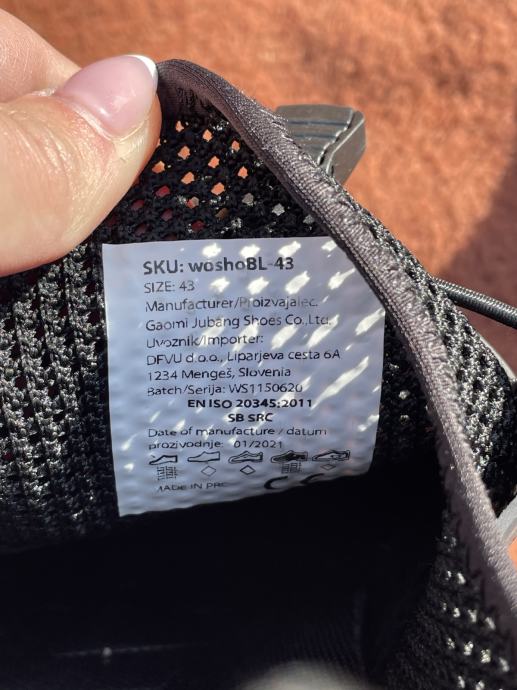 SKU: woshoBL-43
SIZE: 43
Manufacturer/Proizvajalec:
Gaomi Jubang Shoes Co.,Ltd.
Uvoznik/Importer:
DFVU d.o.o., Liparjeva cesta 6A
1234 Mengeš, Slovenia
Batch/Serija: WS1150620
EN ISO 20345:2011
SB SRC
Date of manufacture / datum
proizvodnje: 01/2021
MADE IN PRC
CE